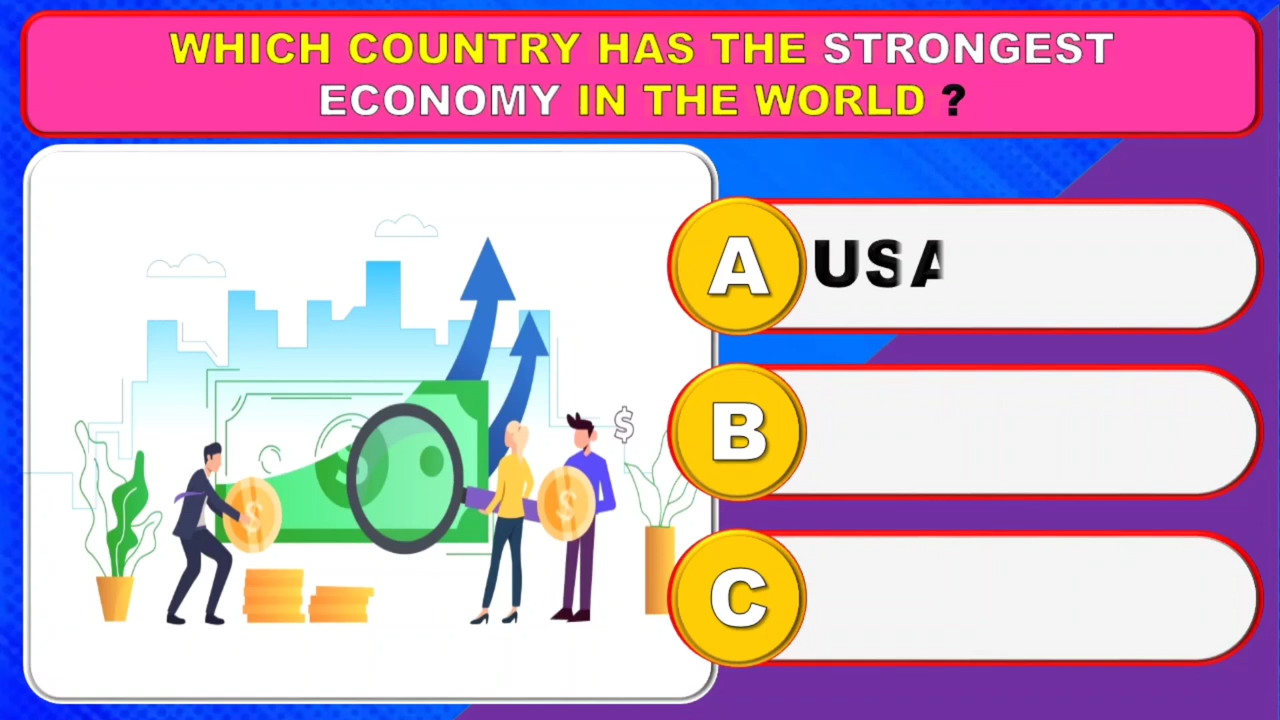 WHICH COUNTRY HAS THE STRONGEST
ECONOMY IN THE WORLD ?
A USA
B
C
$
$
$
$